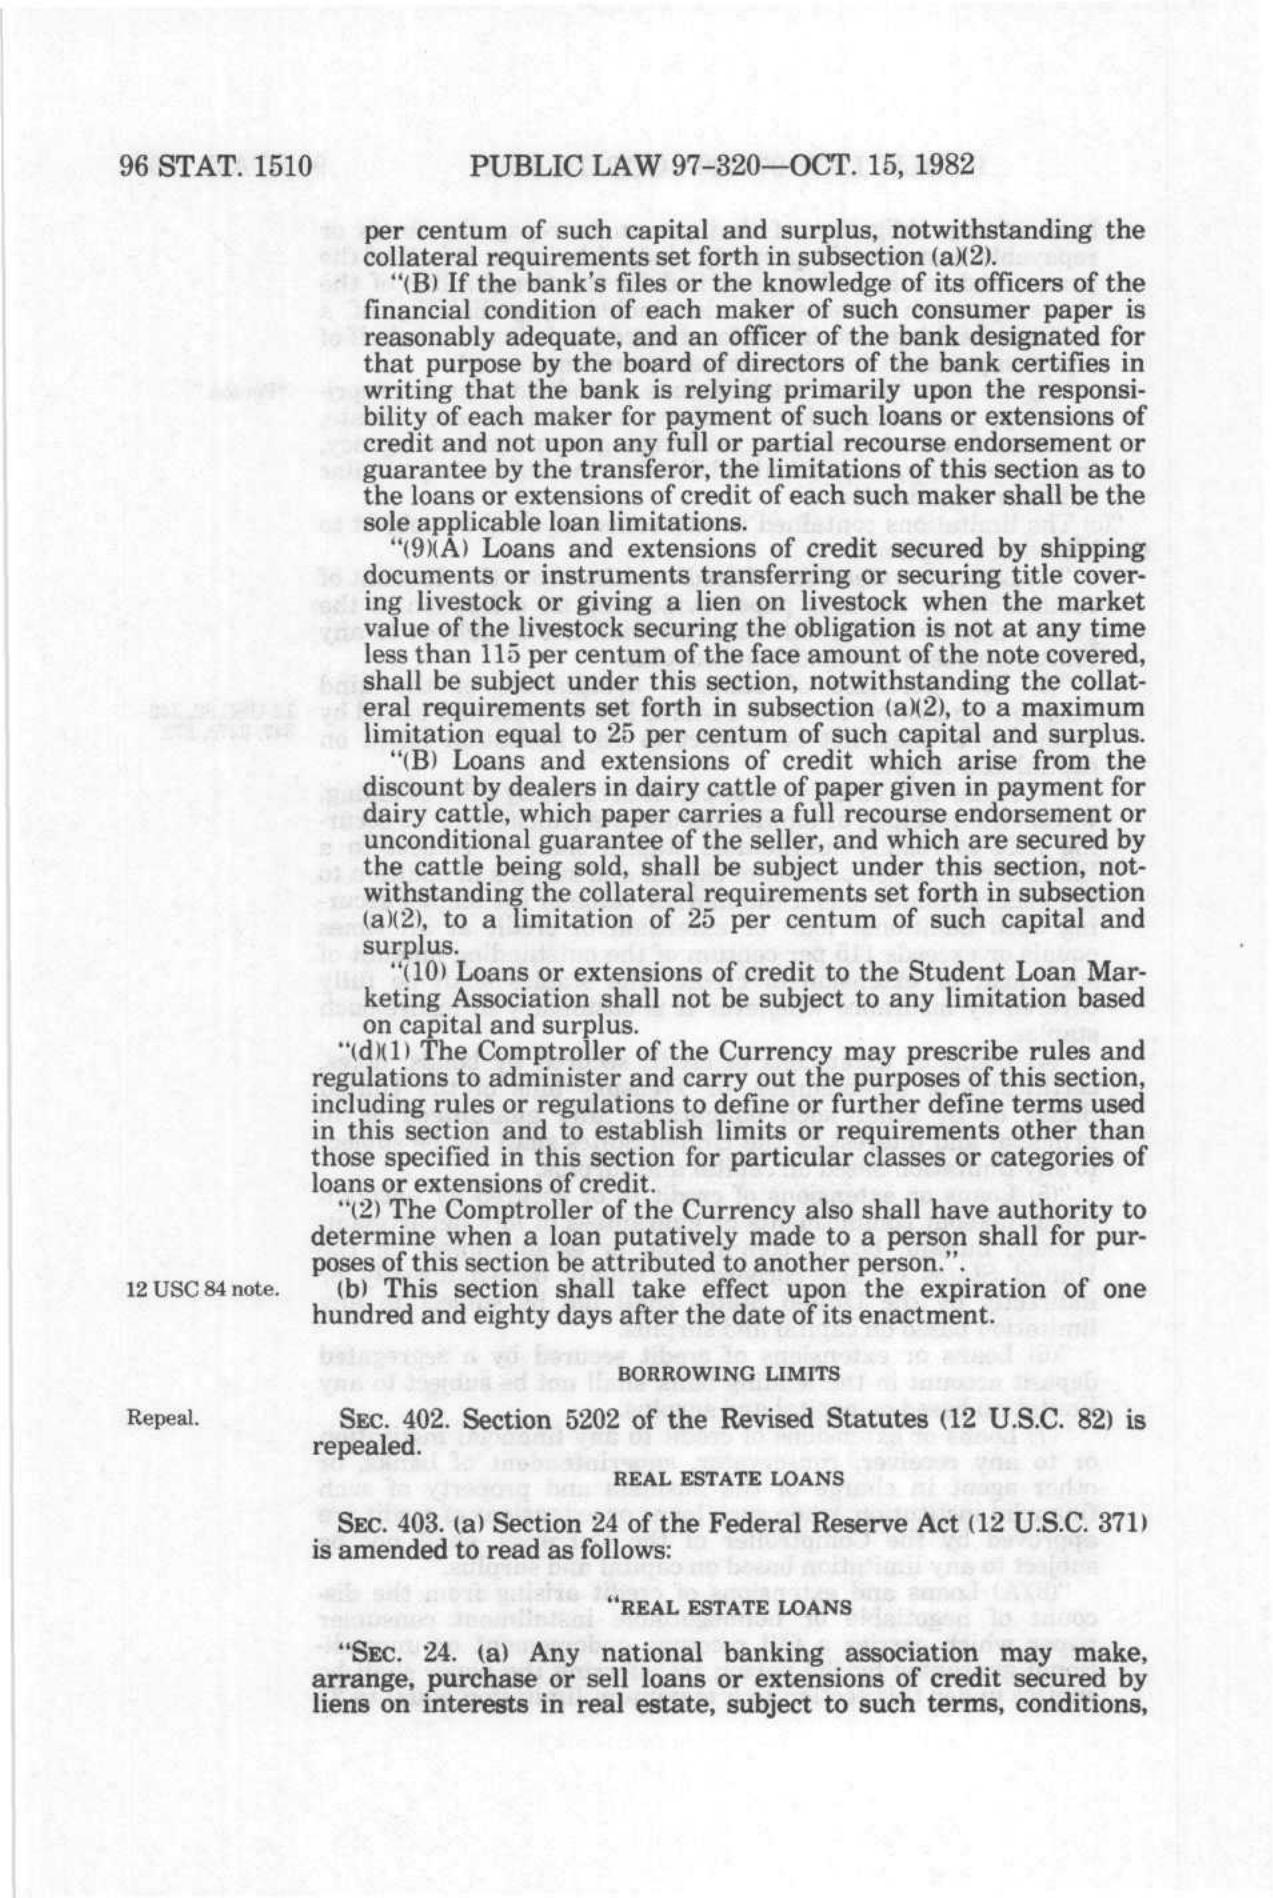 96 STAT. 1510 PUBLIC LAW 97-320—OCT. 15, 1982
per centum of such capital and surplus, notwithstanding the
collateral requirements set forth in subsection (a)(2).
“(B) If the bank’s files or the knowledge of its officers of the
financial condition of each maker of such consumer paper is
reasonably adequate, and an officer of the bank designated for
that purpose by the board of directors of the bank certifies in
writing that the bank is relying primarily upon the responsi-
bility of each maker for payment of such loans or extensions of
credit and not upon any full or partial recourse endorsement or
guarantee by the transferor, the limitations of this section as to
the loans or extensions of credit of each such maker shall be the
sole applicable loan limitations.
“(9)(A) Loans and extensions of credit secured by shipping
documents or instruments transferring or securing title cover-
ing livestock or giving a lien on livestock when the market
value of the livestock securing the obligation is not at any time
less than 115 per centum of the face amount of the note covered,
shall be subject under this section, notwithstanding the collat-
eral requirements set forth in subsection (a)(2), to a maximum
limitation equal to 25 per centum of such capital and surplus.
“(B) Loans and extensions of credit which arise from the
discount by dealers in dairy cattle of paper given in payment for
dairy cattle, which paper carries a full recourse endorsement or
unconditional guarantee of the seller, and which are secured by
the cattle being sold, shall be subject under this section, not-
withstanding the collateral requirements set forth in subsection
(a)(2), to a limitation of 25 per centum of such capital and
surplus.
“(10) Loans or extensions of credit to the Student Loan Mar-
keting Association shall not be subject to any limitation based
on capital and surplus.
“(d)(1) The Comptroller of the Currency may prescribe rules and
regulations to administer and carry out the purposes of this section,
including rules or regulations to define or further define terms used
in this section and to establish limits or requirements other than
those specified in this section for particular classes or categories of
loans or extensions of credit.
“(2) The Comptroller of the Currency also shall have authority to
determine when a loan putatively made to a person shall for pur-
poses of this section be attributed to another person.”.
12 USC 84 note. (b) This section shall take effect upon the expiration of one
hundred and eighty days after the date of its enactment.
BORROWING LIMITS
Repeal. SEC. 402. Section 5202 of the Revised Statutes (12 U.S.C. 82) is
repealed.
REAL ESTATE LOANS
SEC. 403. (a) Section 24 of the Federal Reserve Act (12 U.S.C. 371)
is amended to read as follows:
“REAL ESTATE LOANS
“SEC. 24. (a) Any national banking association may make,
arrange, purchase or sell loans or extensions of credit secured by
liens on interests in real estate, subject to such terms, conditions,